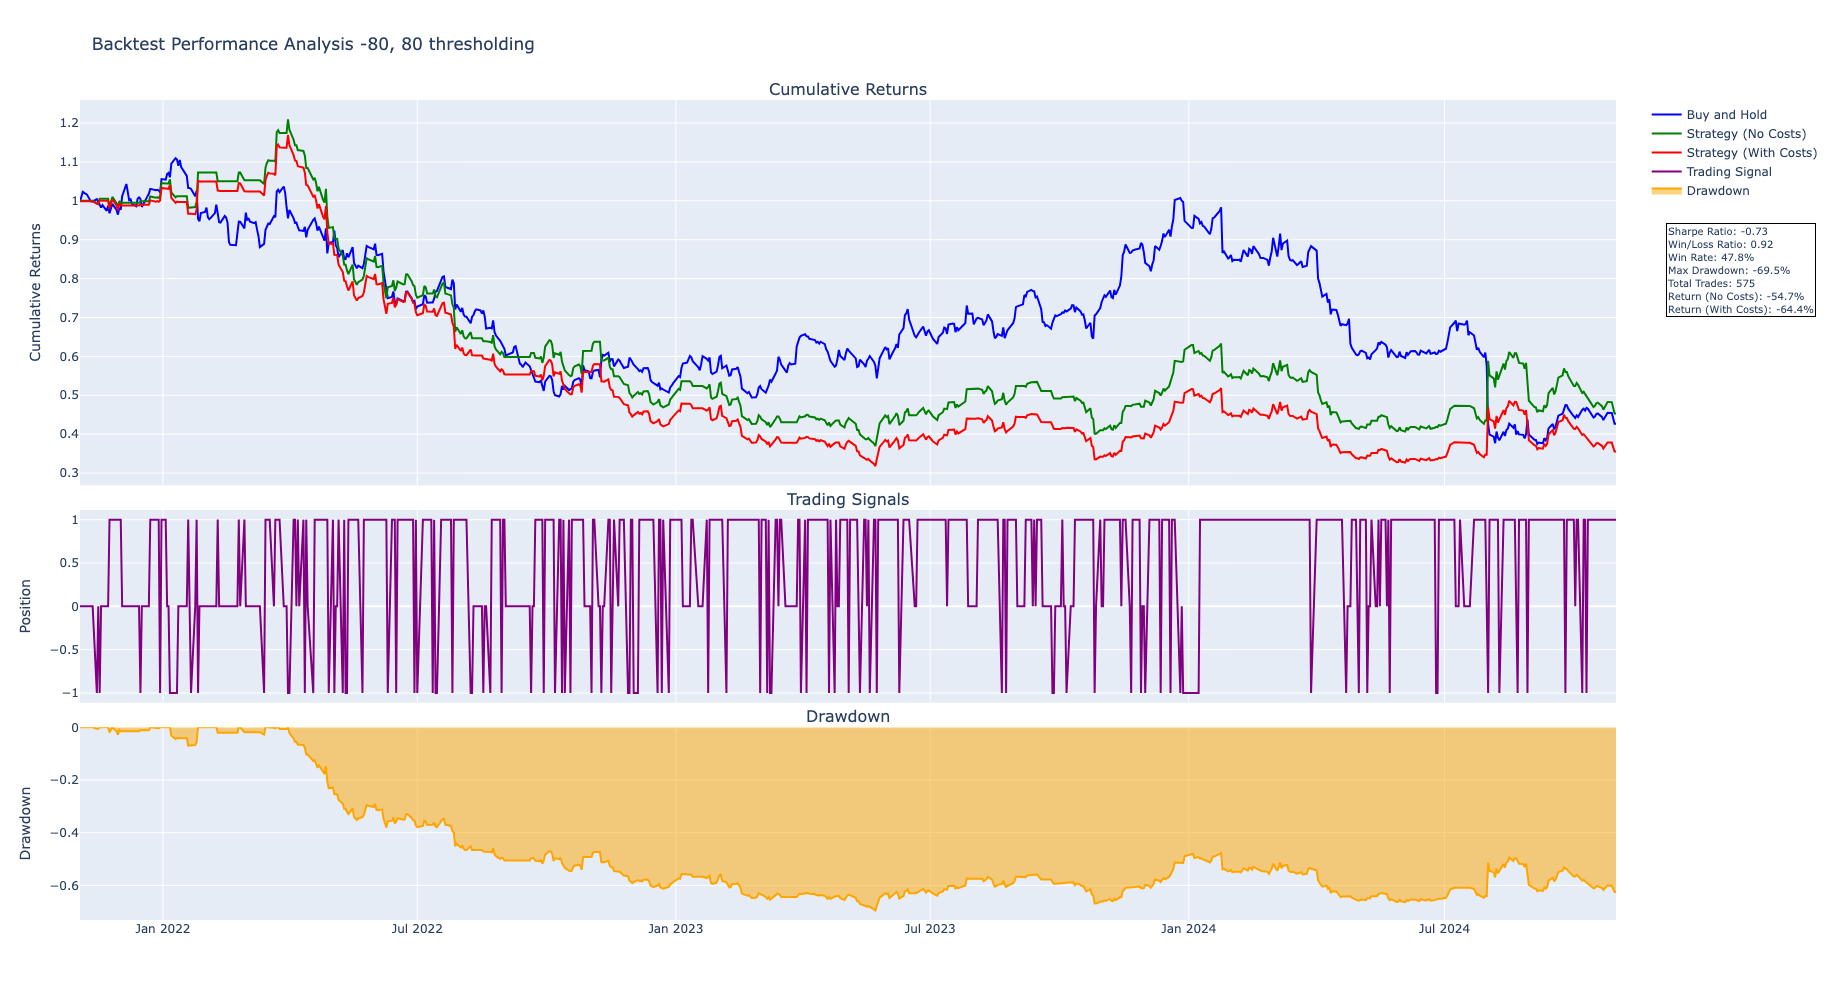 Backtest Performance Analysis -80, 80 thresholding
Cumulative Returns
Cumulative Returns
1.2
1.1
1
0.9
0.8
0.7
0.6
0.5
0.4
0.3
Buy and Hold
Strategy (No Costs)
Strategy (With Costs)
Trading Signal
Drawdown
Sharpe Ratio: -0.73
Win/Loss Ratio: 0.92
Win Rate: 47.8%
Max Drawdown: -69.5%
Total Trades: 575
Return (No Costs): -54.7%
Return (With Costs): -64.4%
Trading Signals
Position
1
0.5
0
−0.5
−1
Drawdown
Drawdown
0
−0.2
−0.4
−0.6
Jan 2022
Jul 2022
Jan 2023
Jul 2023
Jan 2024
Jul 2024